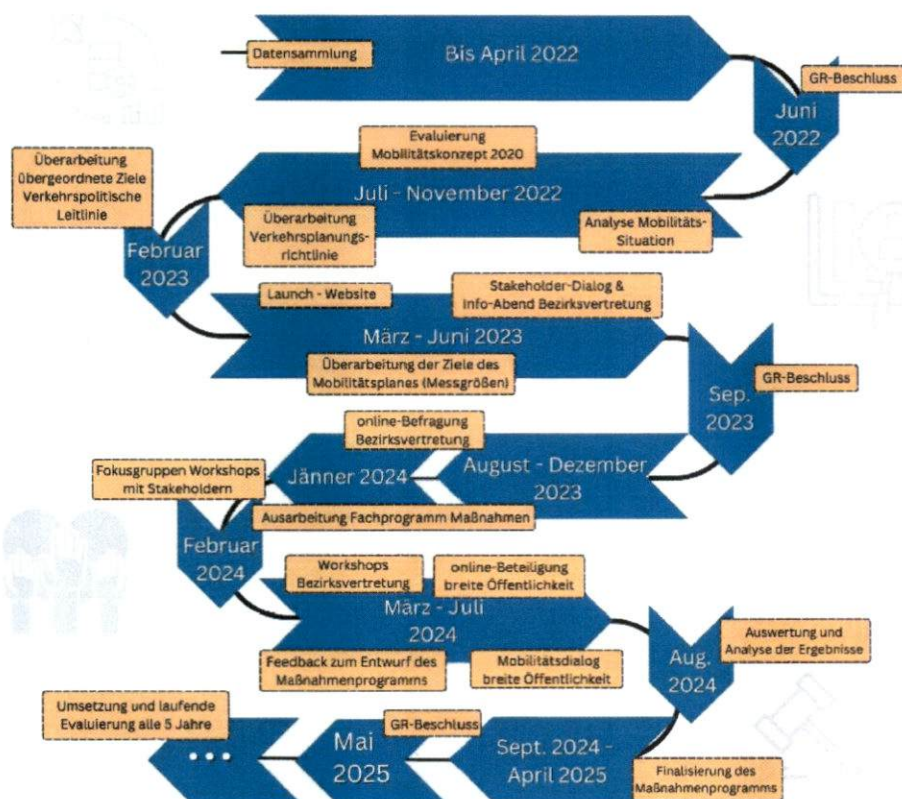 Datensammlung
Bis April 2022
GR-Beschluss
Juni
2022
Evaluierung
Mobilitätskonzept 2020
Juli - November 2022
Überarbeitung
Verkehrsplanungs-
richtlinie
Analyse Mobilitäts-
Situation
Überarbeitung
übergeordnete Ziele
Verkehrspolitische
Leitlinie
Februar
2023
Launch - Website
Stakeholder-Dialog &
Info-Abend Bezirksvertretung
März - Juni 2023
Überarbeitung der Ziele des
Mobilitätsplanes (Messgrößen)
GR-Beschluss
Sep.
2023
August - Dezember
2023
online-Befragung
Bezirksvertretung
Jänner 2024
Fokusgruppen Workshops
mit Stakeholdern
Ausarbeitung Fachprogramm Maßnahmen
Februar
2024
Workshops
Bezirksvertretung
online-Beteiligung
breite Öffentlichkeit
März - Juli
2024
Feedback zum Entwurf des
Maßnahmenprogramms
Mobilitätsdialog
breite Öffentlichkeit
Aug.
2024
Auswertung und
Analyse der Ergebnisse
Sept. 2024 -
April 2025
Finalisierung des
Maßnahmenprogramms
GR-Beschluss
Mai
2025
Umsetzung und laufende
Evaluierung alle 5 Jahre
...